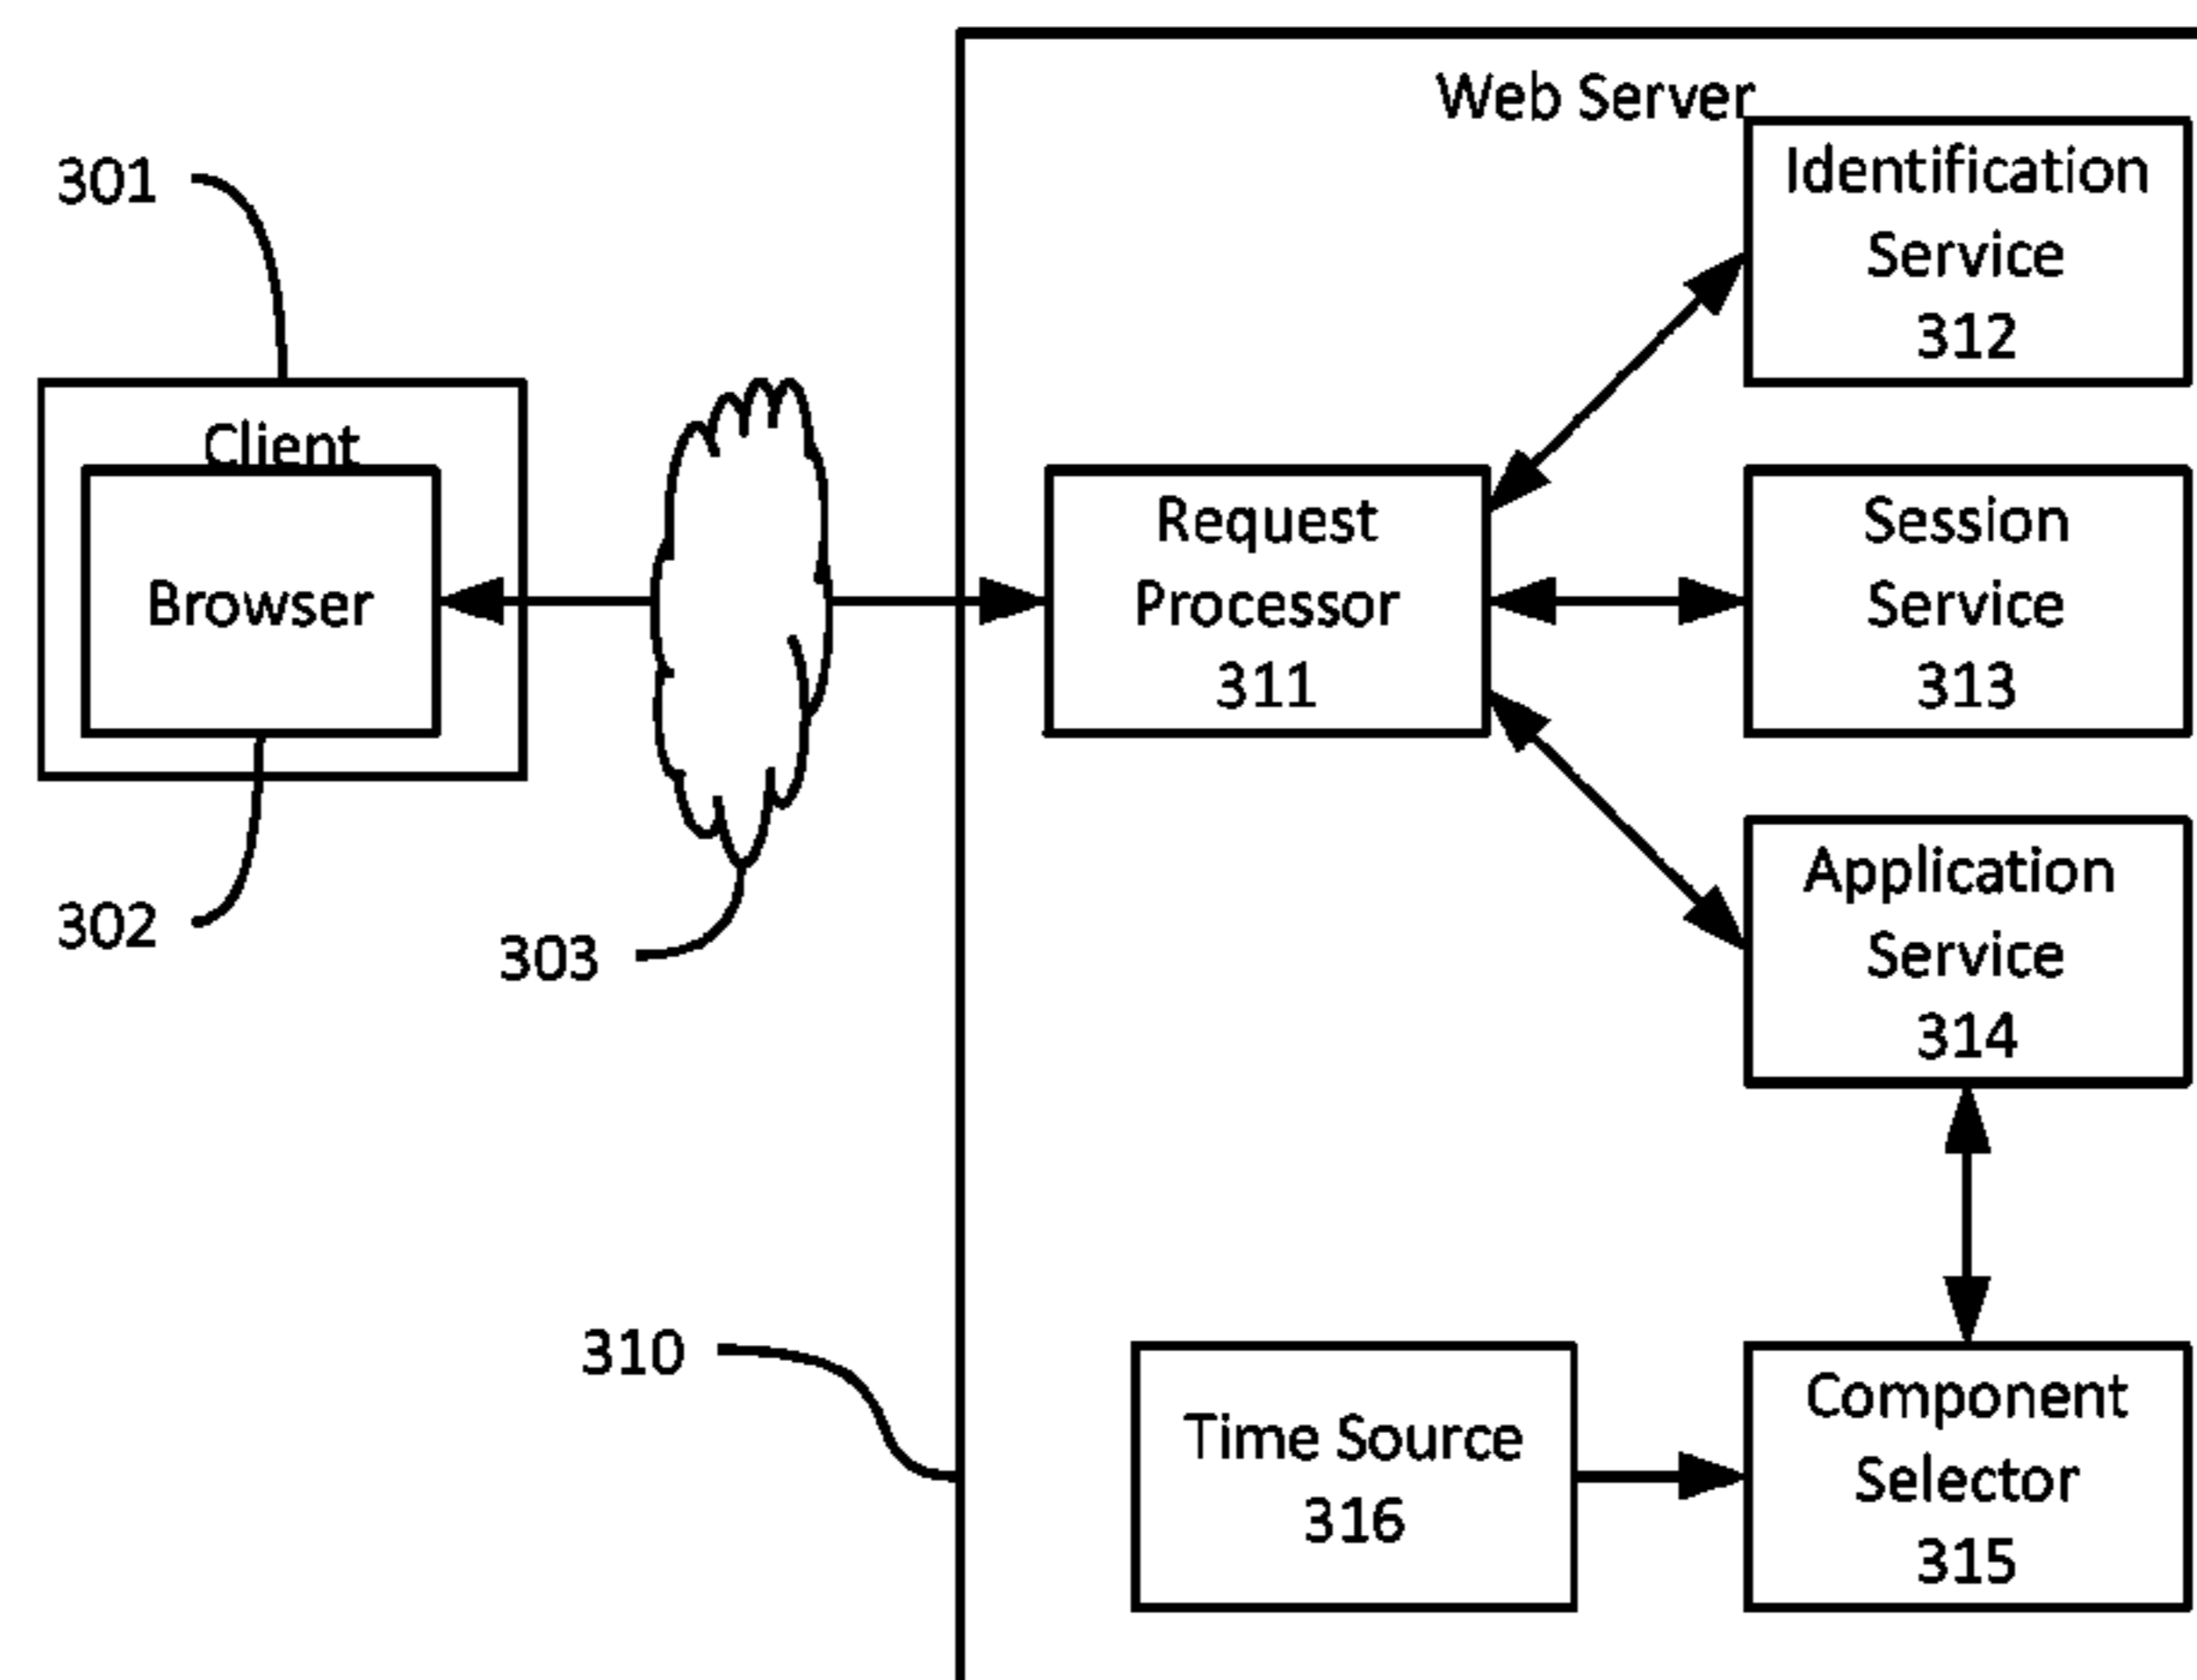 Web Server
301
Identification
Service
312
Client
Browser
Request
Processor
311
Session
Service
313
302
303
Application
Service
314
310
Time Source
316
Component
Selector
315